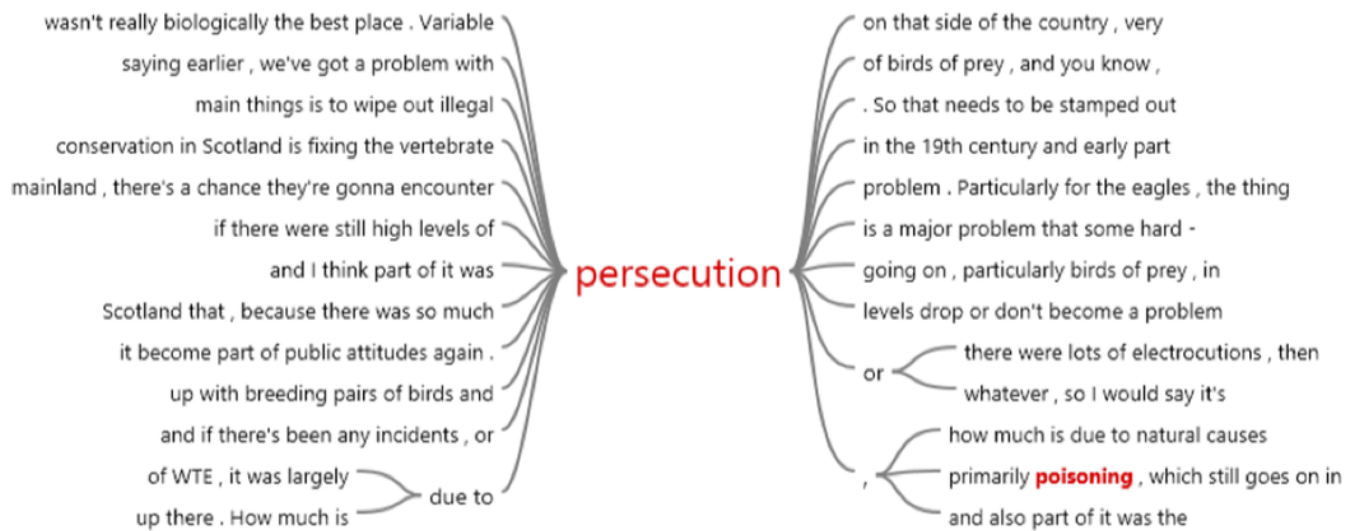 wasn't really biologically the best place . Variable
saying earlier , we've got a problem with
main things is to wipe out illegal
conservation in Scotland is fixing the vertebrate
mainland , there's a chance they're gonna encounter
if there were still high levels of
and I think part of it was
Scotland that , because there was so much
it become part of public attitudes again .
up with breeding pairs of birds and
and if there's been any incidents , or
of WTE , it was largely
up there . How much is
due to
persecution
on that side of the country , very
of birds of prey , and you know ,
. So that needs to be stamped out
in the 19th century and early part
problem . Particularly for the eagles , the thing
is a major problem that some hard -
going on , particularly birds of prey , in
levels drop or don't become a problem
or
there were lots of electrocutions , then
whatever , so I would say it's
,
how much is due to natural causes
primarily poisoning , which still goes on in
and also part of it was the